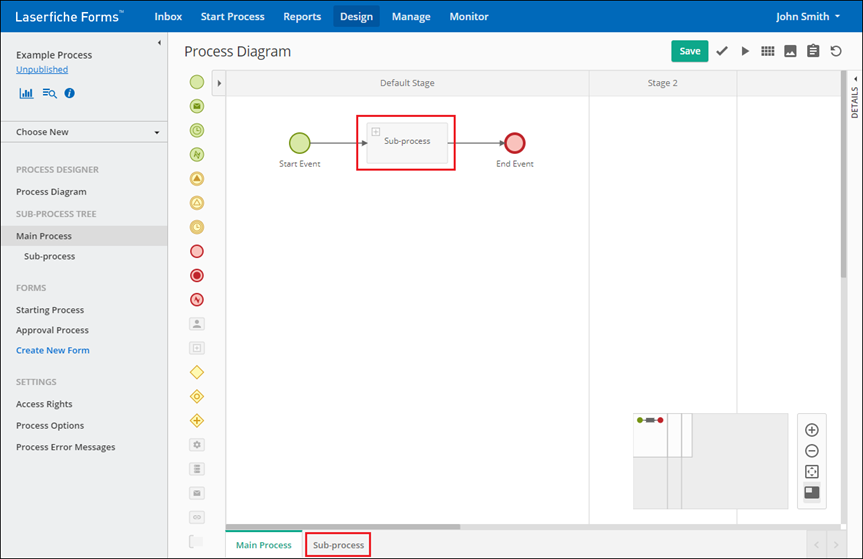 Laserfiche Forms™
Inbox
Start Process
Reports
Design
Manage
Monitor
John Smith
Example Process
Unpublished
Choose New
PROCESS DESIGNER
Process Diagram
SUB-PROCESS TREE
Main Process
Sub-process
FORMS
Starting Process
Approval Process
Create New Form
SETTINGS
Access Rights
Process Options
Process Error Messages
Process Diagram
Save
Default Stage
Stage 2
DETAILS
Sub-process
Start Event
End Event
Main Process
Sub-process